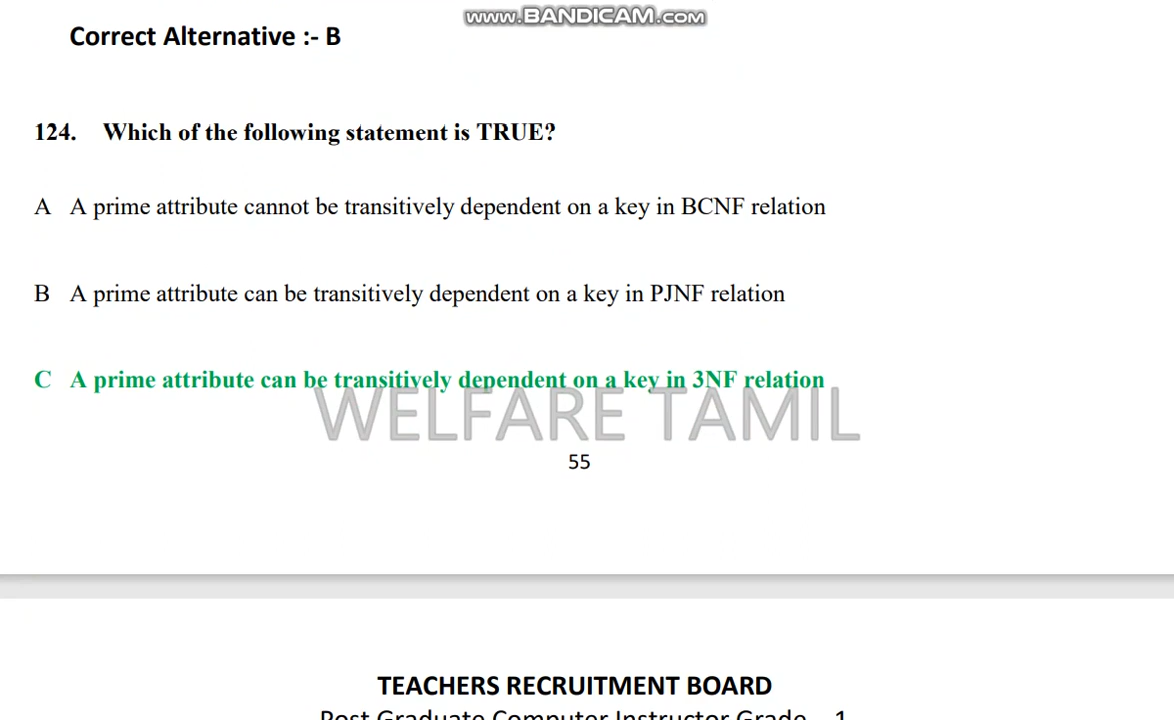 www.BANDICAM.COM
Correct Alternative :- B
124. Which of the following statement is TRUE?
A A prime attribute cannot be transitively dependent on a key in BCNF relation
B A prime attribute can be transitively dependent on a key in PJNF relation
C A prime attribute can be transitively dependent on a key in 3NF relation
WELFARE TAMIL
55
TEACHERS RECRUITMENT BOARD
Post Graduate Computer Instructor Grade – 1